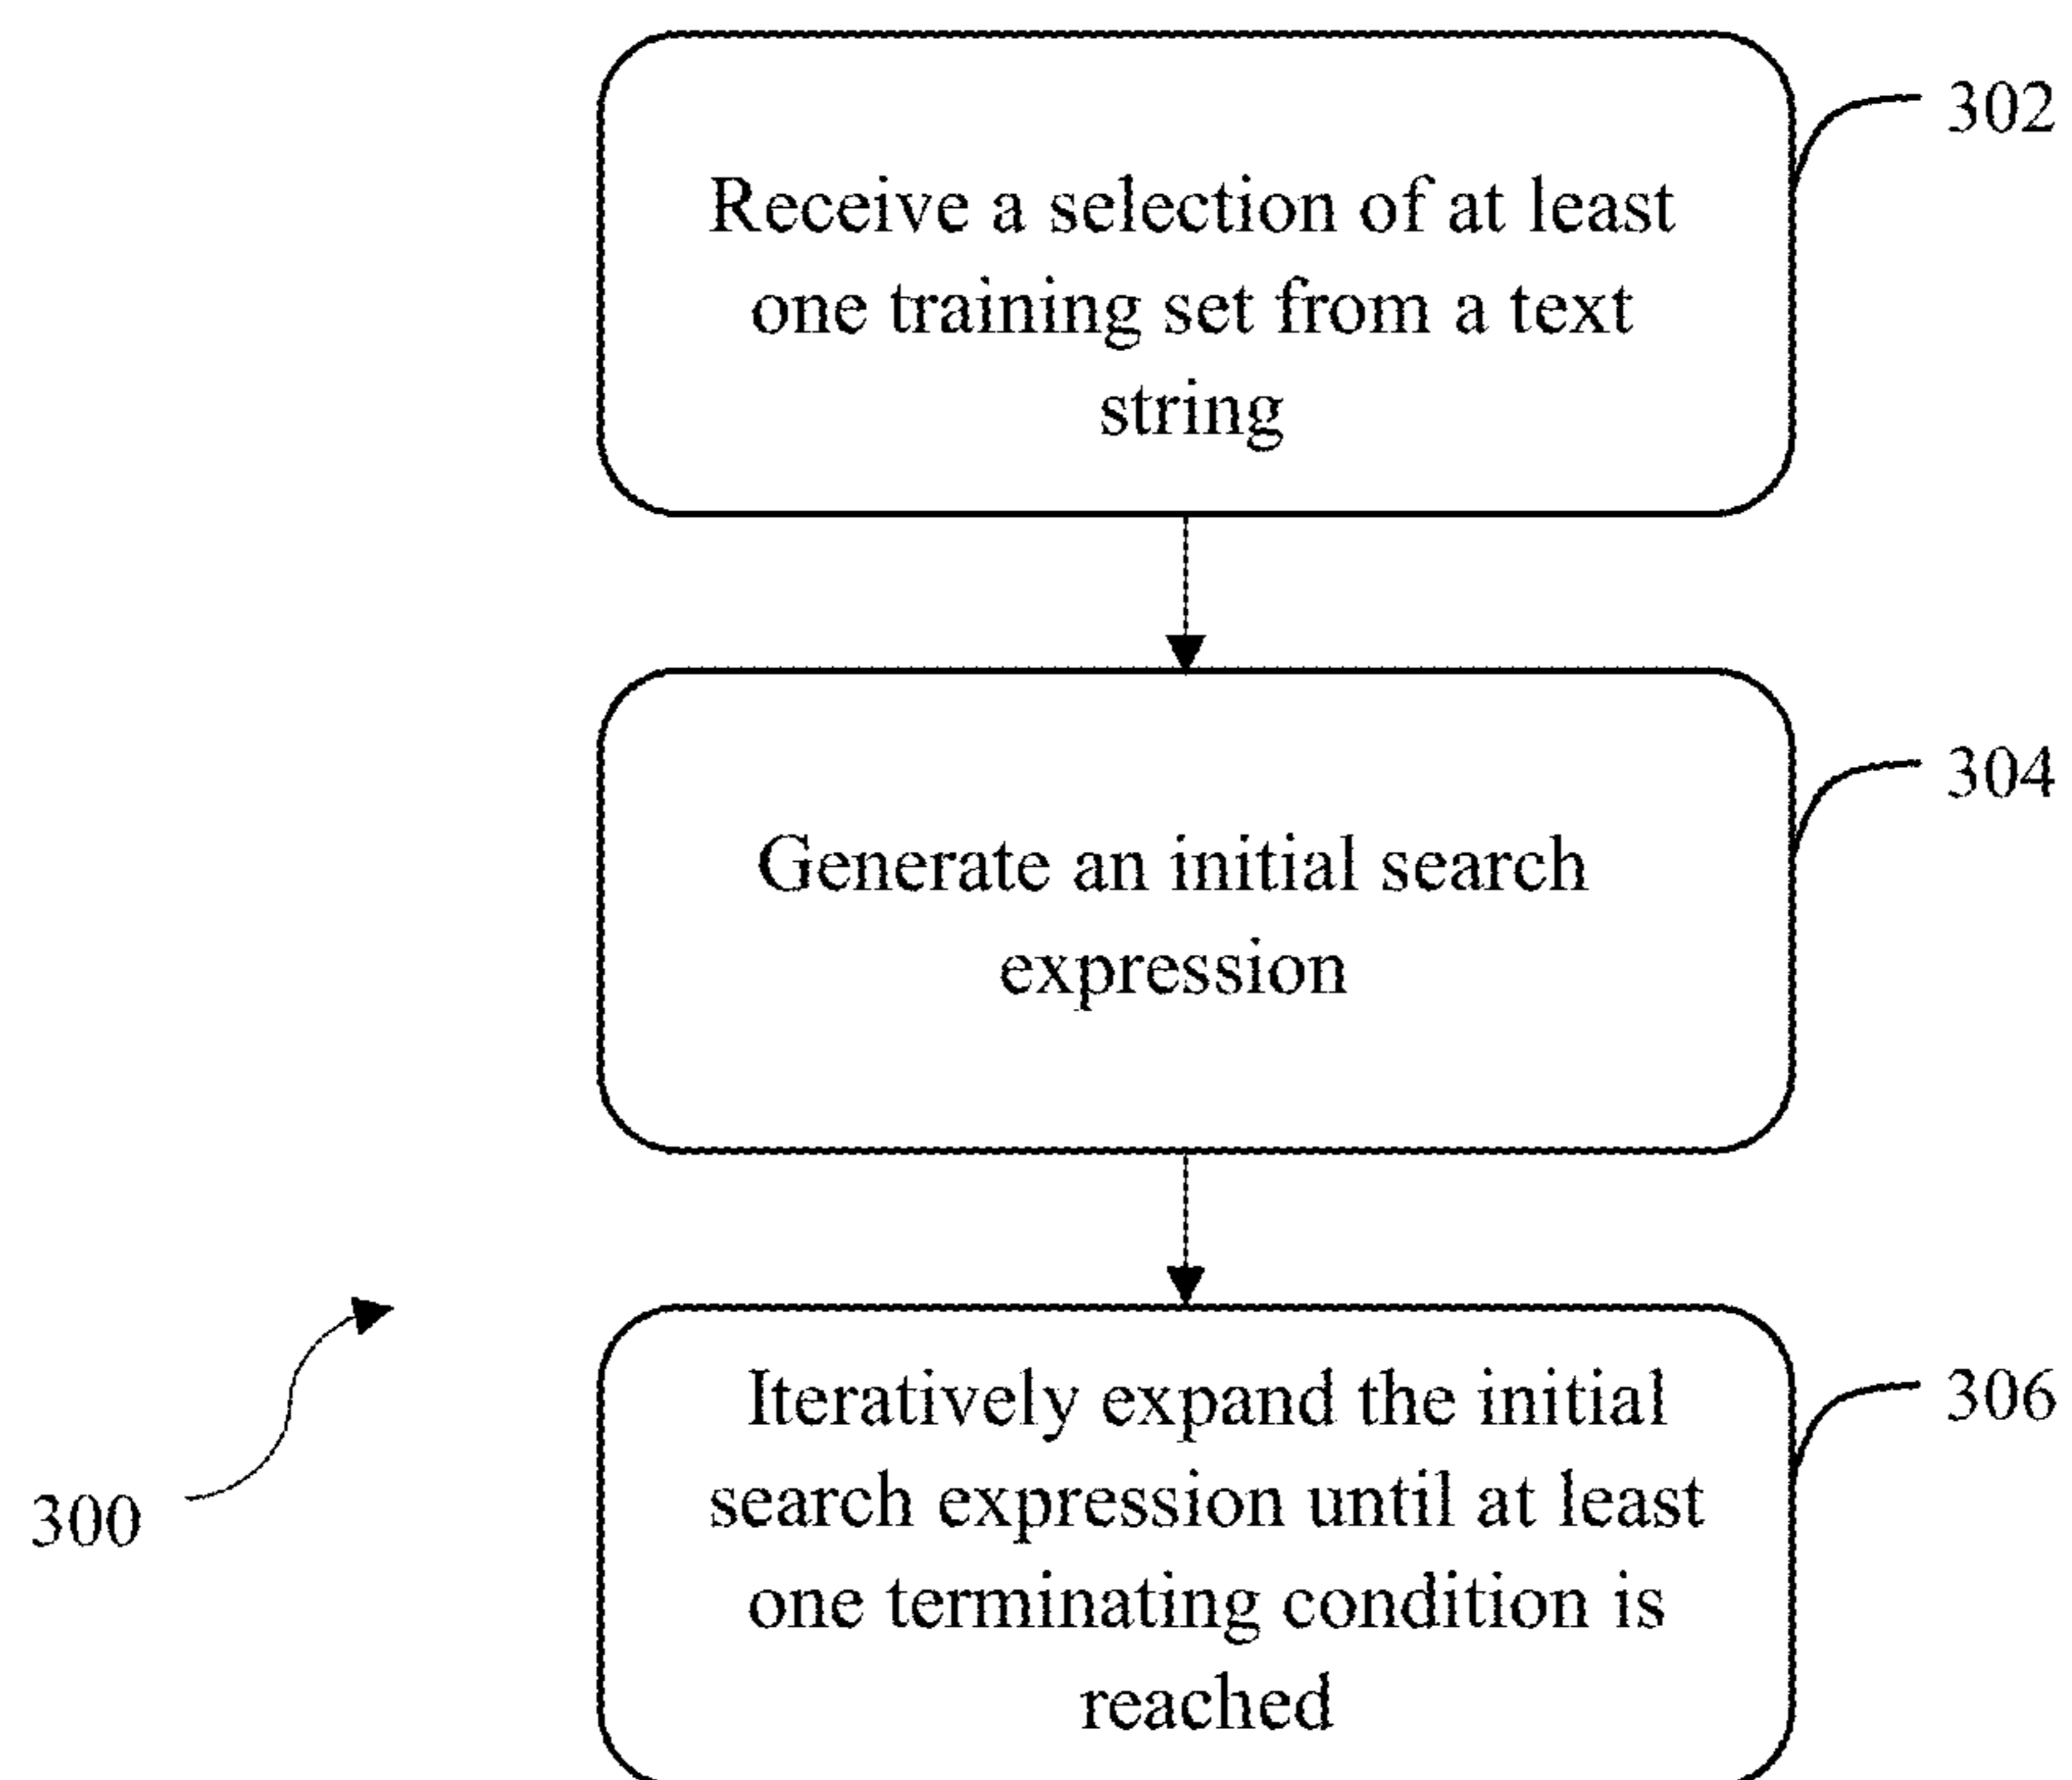 302
Receive a selection of at least
one training set from a text
string
304
Generate an initial search
expression
306
Iteratively expand the initial
search expression until at least
one terminating condition is
reached
300